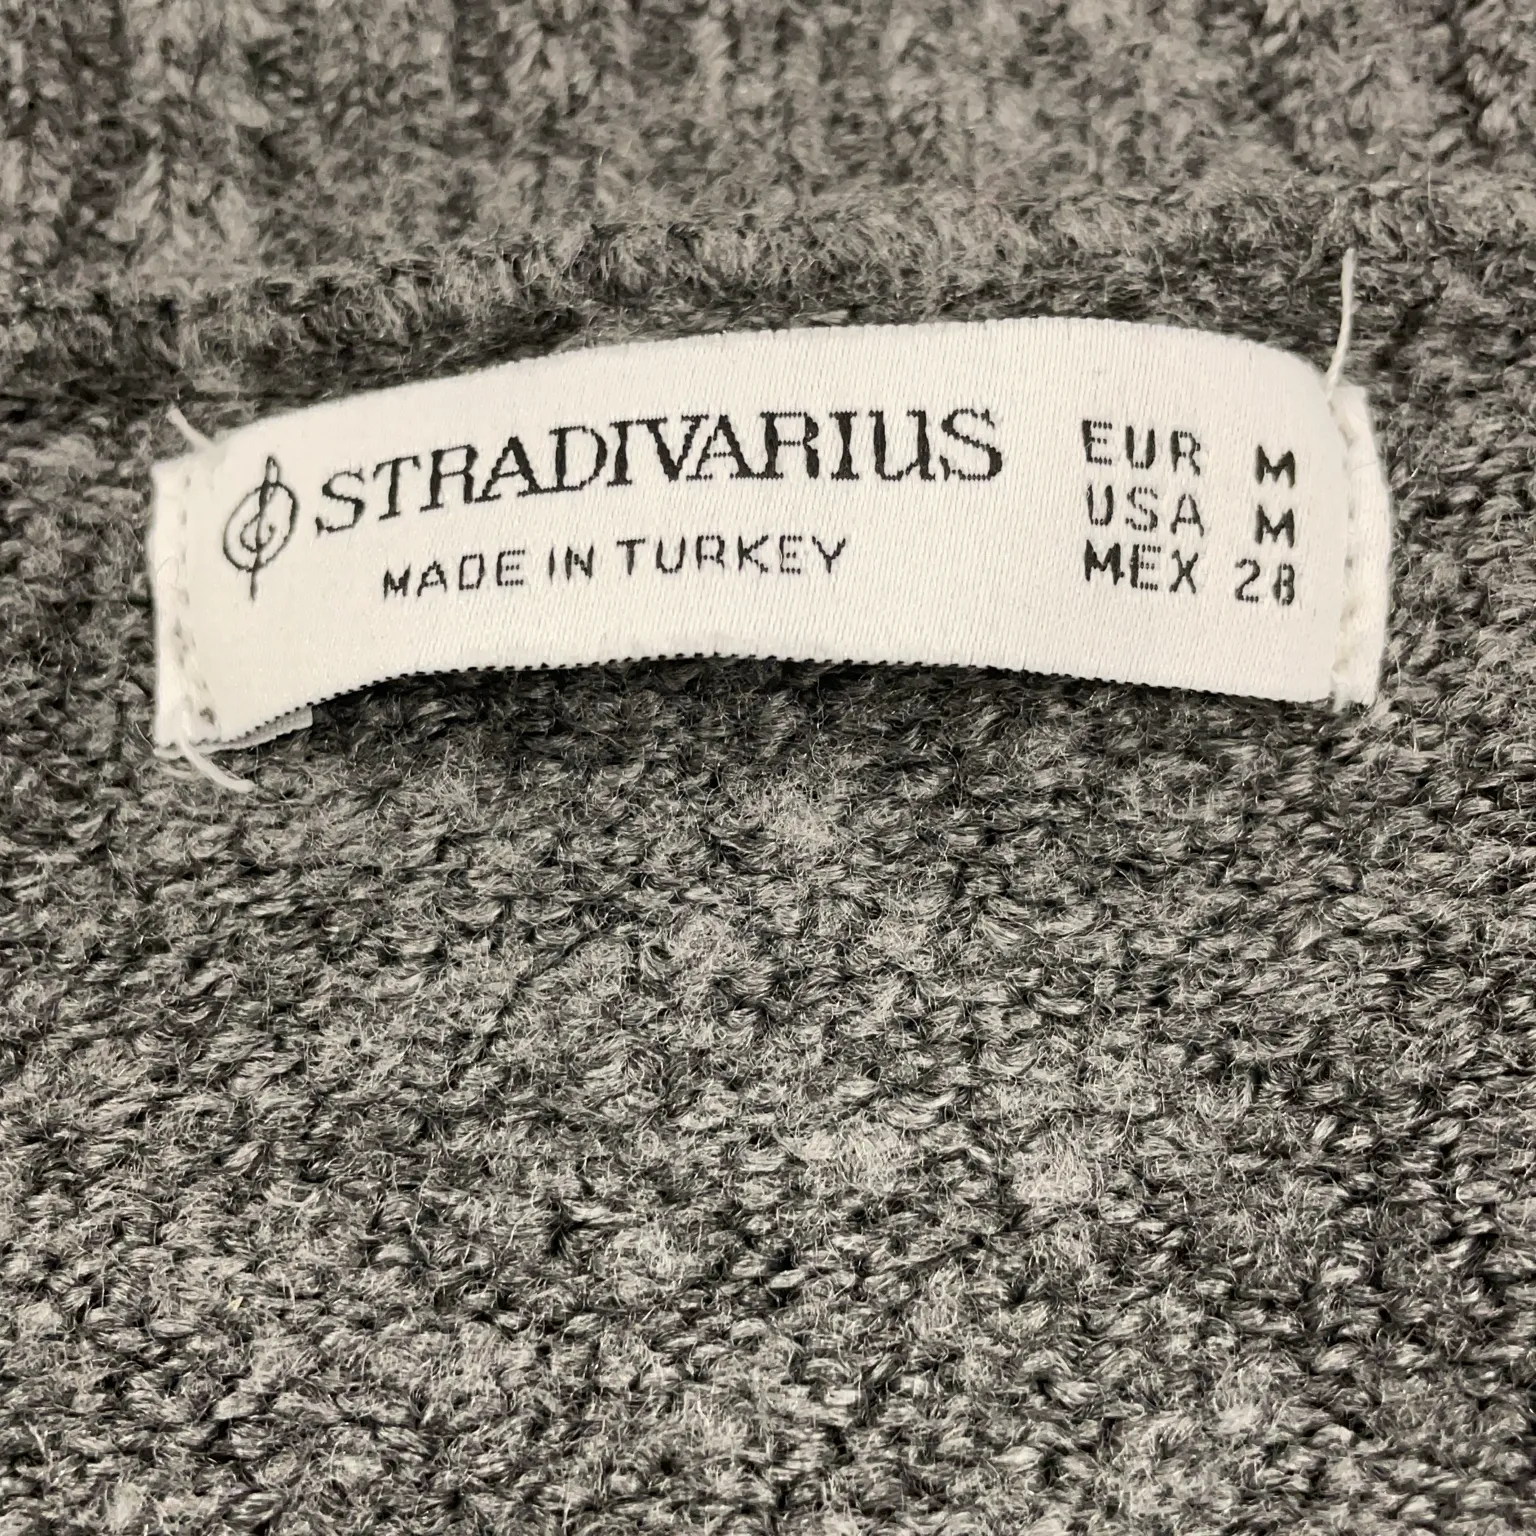 STRADIVARIUS
MADE IN TURKEY
EUR M
USA M
MEX 28